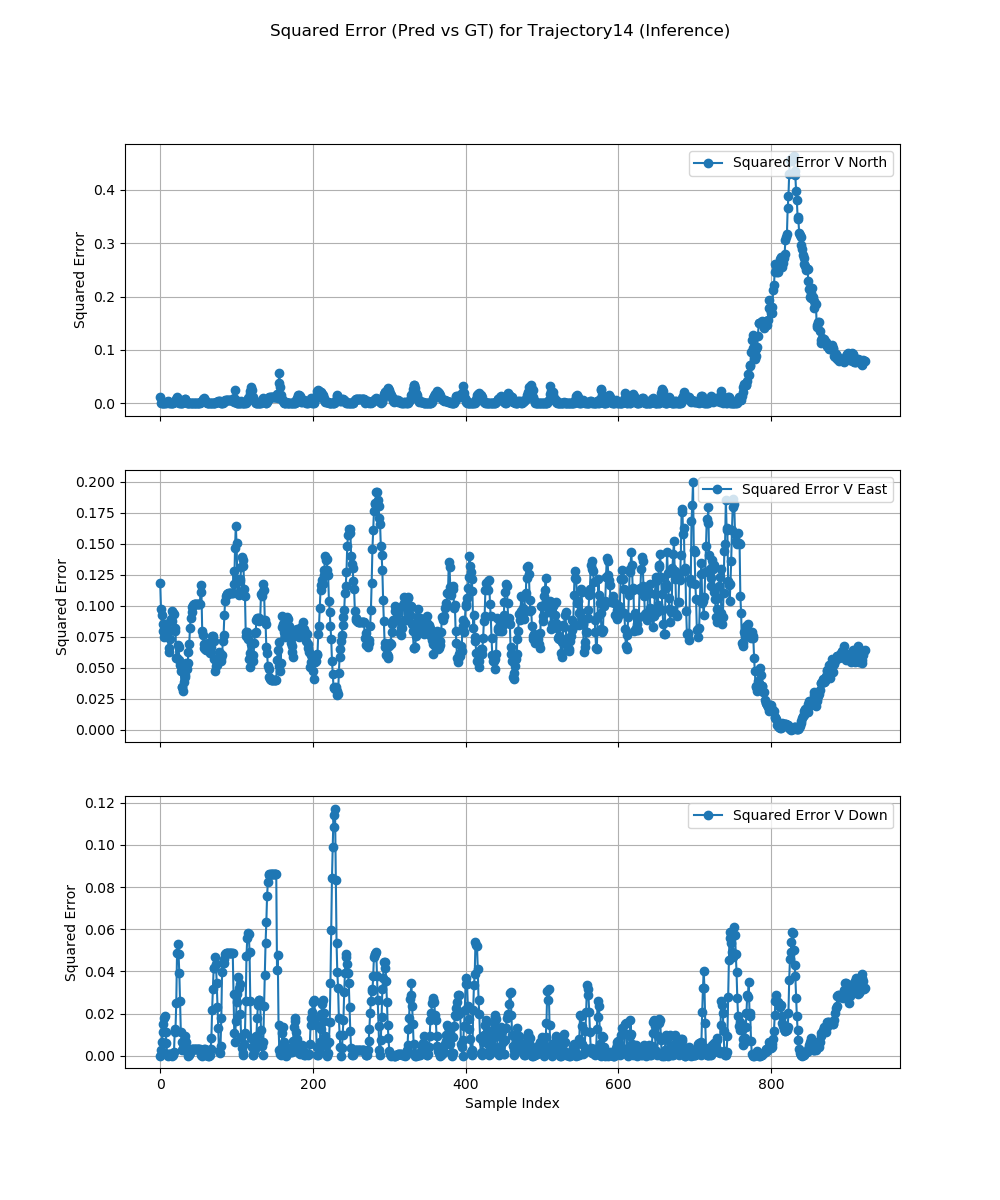 Squared Error (Pred vs GT) for Trajectory14 (Inference)
Squared Error V North
Squared Error
0.4
0.3
0.2
0.1
0.0
Squared Error V East
Squared Error
0.200
0.175
0.150
0.125
0.100
0.075
0.050
0.025
0.000
Squared Error V Down
Squared Error
0.12
0.10
0.08
0.06
0.04
0.02
0.00
0 200 400 600 800
Sample Index